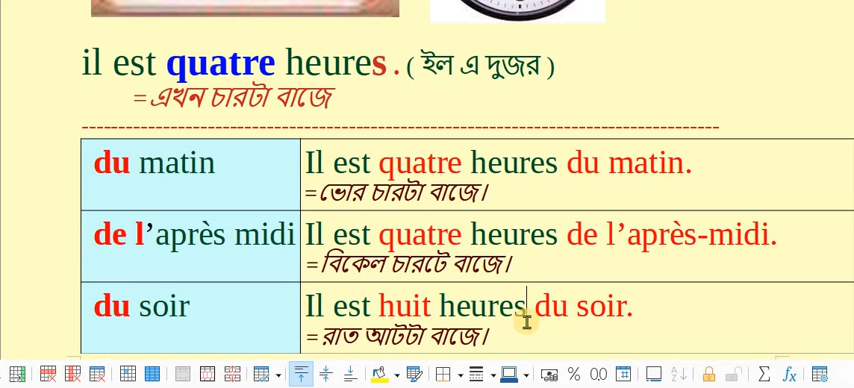 il est quatre heures . ( ইল এ দুজর )
= এখন চারটা বাজে
du matin
Il est quatre heures du matin.
= ভোর চারটা বাজে।
de l’après midi
Il est quatre heures de l’après-midi.
= বিকেল চারটে বাজে।
du soir
Il est huit heures du soir.
= রাত আটটা বাজে।